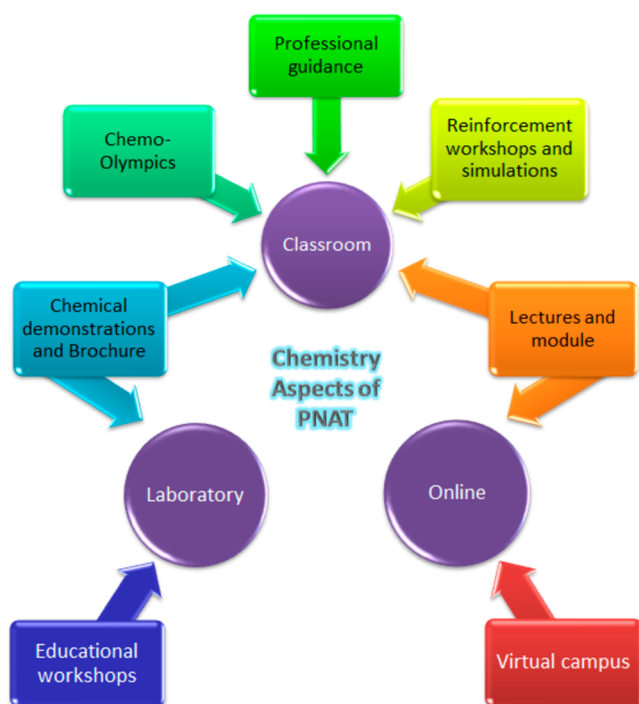 Professional
guidance
Chemo-
Olympics
Reinforcement
workshops and
simulations
Classroom
Chemical
demonstrations
and Brochure
Lectures and
module
Chemistry
Aspects of
PNAT
Laboratory
Online
Educational
workshops
Virtual campus